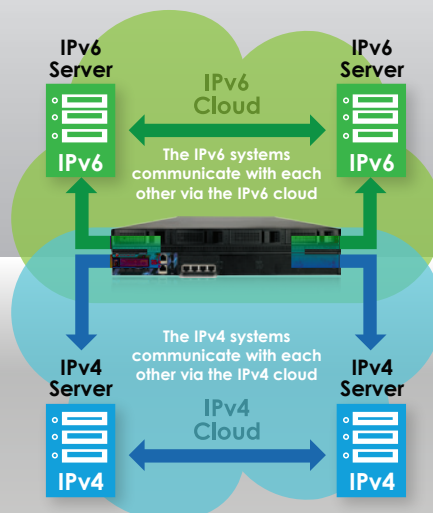 IPv6
Server
IPv6
Server
IPv6
Cloud
IPv6
IPv6
The IPv6 systems
communicate with each
other via the IPv6 cloud
The IPv4 systems
communicate with each
other via the IPv4 cloud
IPv4
Server
IPv4
Server
IPv4
Cloud
IPv4
IPv4